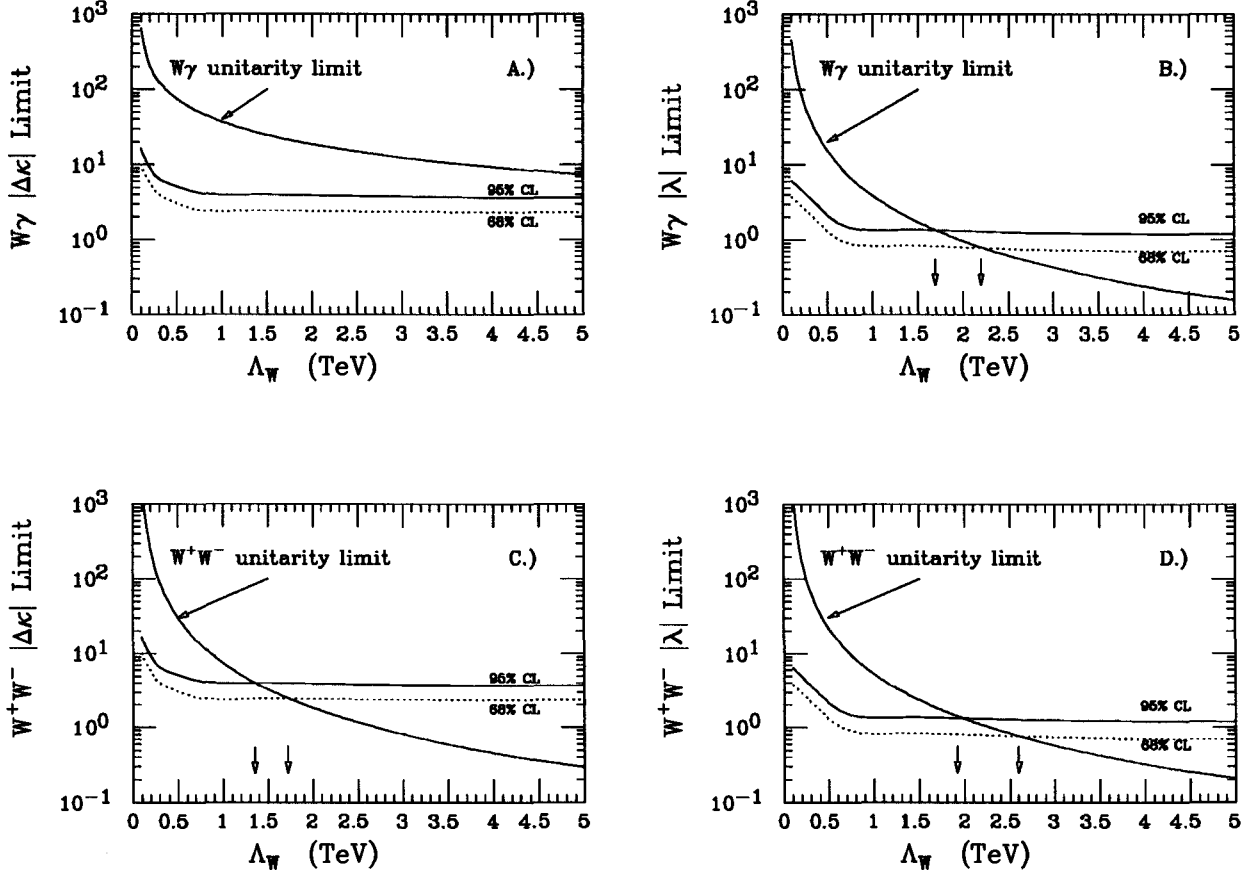 Wγ |Δκ| Limit
10³
10²
10¹
10⁰
10⁻¹
Wγ unitarity limit
A.)
95% CL
68% CL
0 0.5 1 1.5 2 2.5 3 3.5 4 4.5 5
Λ_W (TeV)
Wγ |λ| Limit
10³
10²
10¹
10⁰
10⁻¹
Wγ unitarity limit
B.)
95% CL
68% CL
0 0.5 1 1.5 2 2.5 3 3.5 4 4.5 5
Λ_W (TeV)
W⁺W⁻ |Δκ| Limit
10³
10²
10¹
10⁰
10⁻¹
W⁺W⁻ unitarity limit
C.)
95% CL
68% CL
0 0.5 1 1.5 2 2.5 3 3.5 4 4.5 5
Λ_W (TeV)
W⁺W⁻ |λ| Limit
10³
10²
10¹
10⁰
10⁻¹
W⁺W⁻ unitarity limit
D.)
95% CL
68% CL
0 0.5 1 1.5 2 2.5 3 3.5 4 4.5 5
Λ_W (TeV)